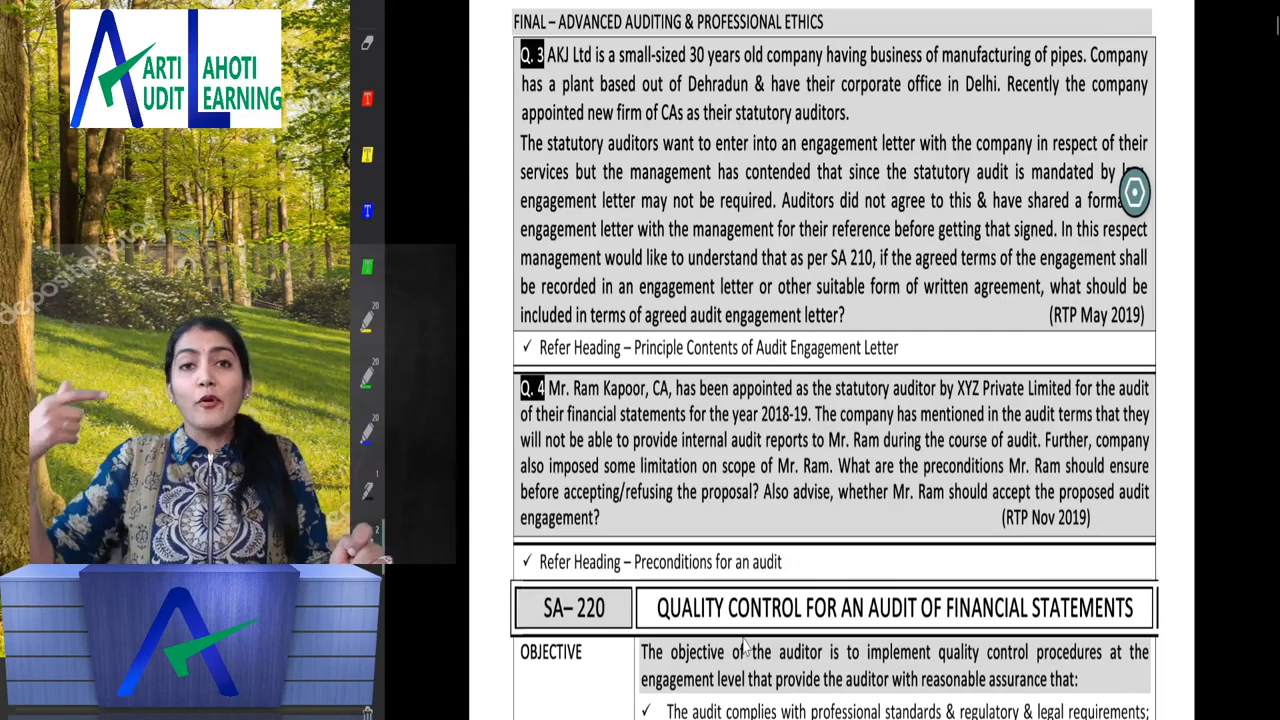 ARTI LAHOTI
AUDIT LEARNING
depositphotos
T
T
T
20
20
20
1
2
FINAL – ADVANCED AUDITING & PROFESSIONAL ETHICS
Q. 3 AKJ Ltd is a small-sized 30 years old company having business of manufacturing of pipes. Company
has a plant based out of Dehradun & have their corporate office in Delhi. Recently the company
appointed new firm of CAs as their statutory auditors.
The statutory auditors want to enter into an engagement letter with the company in respect of their
services but the management has contended that since the statutory audit is mandated by
engagement letter may not be required. Auditors did not agree to this & have shared a
engagement letter with the management for their reference before getting that signed. In this respect
management would like to understand that as per SA 210, if the agreed terms of the engagement shall
be recorded in an engagement letter or other suitable form of written agreement, what should be
included in terms of agreed audit engagement letter? (RTP May 2019)
✓ Refer Heading – Principle Contents of Audit Engagement Letter
Q. 4 Mr. Ram Kapoor, CA, has been appointed as the statutory auditor by XYZ Private Limited for the audit
of their financial statements for the year 2018-19. The company has mentioned in the audit terms that they
will not be able to provide internal audit reports to Mr. Ram during the course of audit. Further, company
also imposed some limitation on scope of Mr. Ram. What are the preconditions Mr. Ram should ensure
before accepting/refusing the proposal? Also advise, whether Mr. Ram should accept the proposed audit
engagement? (RTP Nov 2019)
✓ Refer Heading – Preconditions for an audit
SA– 220 QUALITY CONTROL FOR AN AUDIT OF FINANCIAL STATEMENTS
OBJECTIVE The objective of the auditor is to implement quality control procedures at the
engagement level that provide the auditor with reasonable assurance that:
✓ The audit complies with professional standards & regulatory & legal requirements;